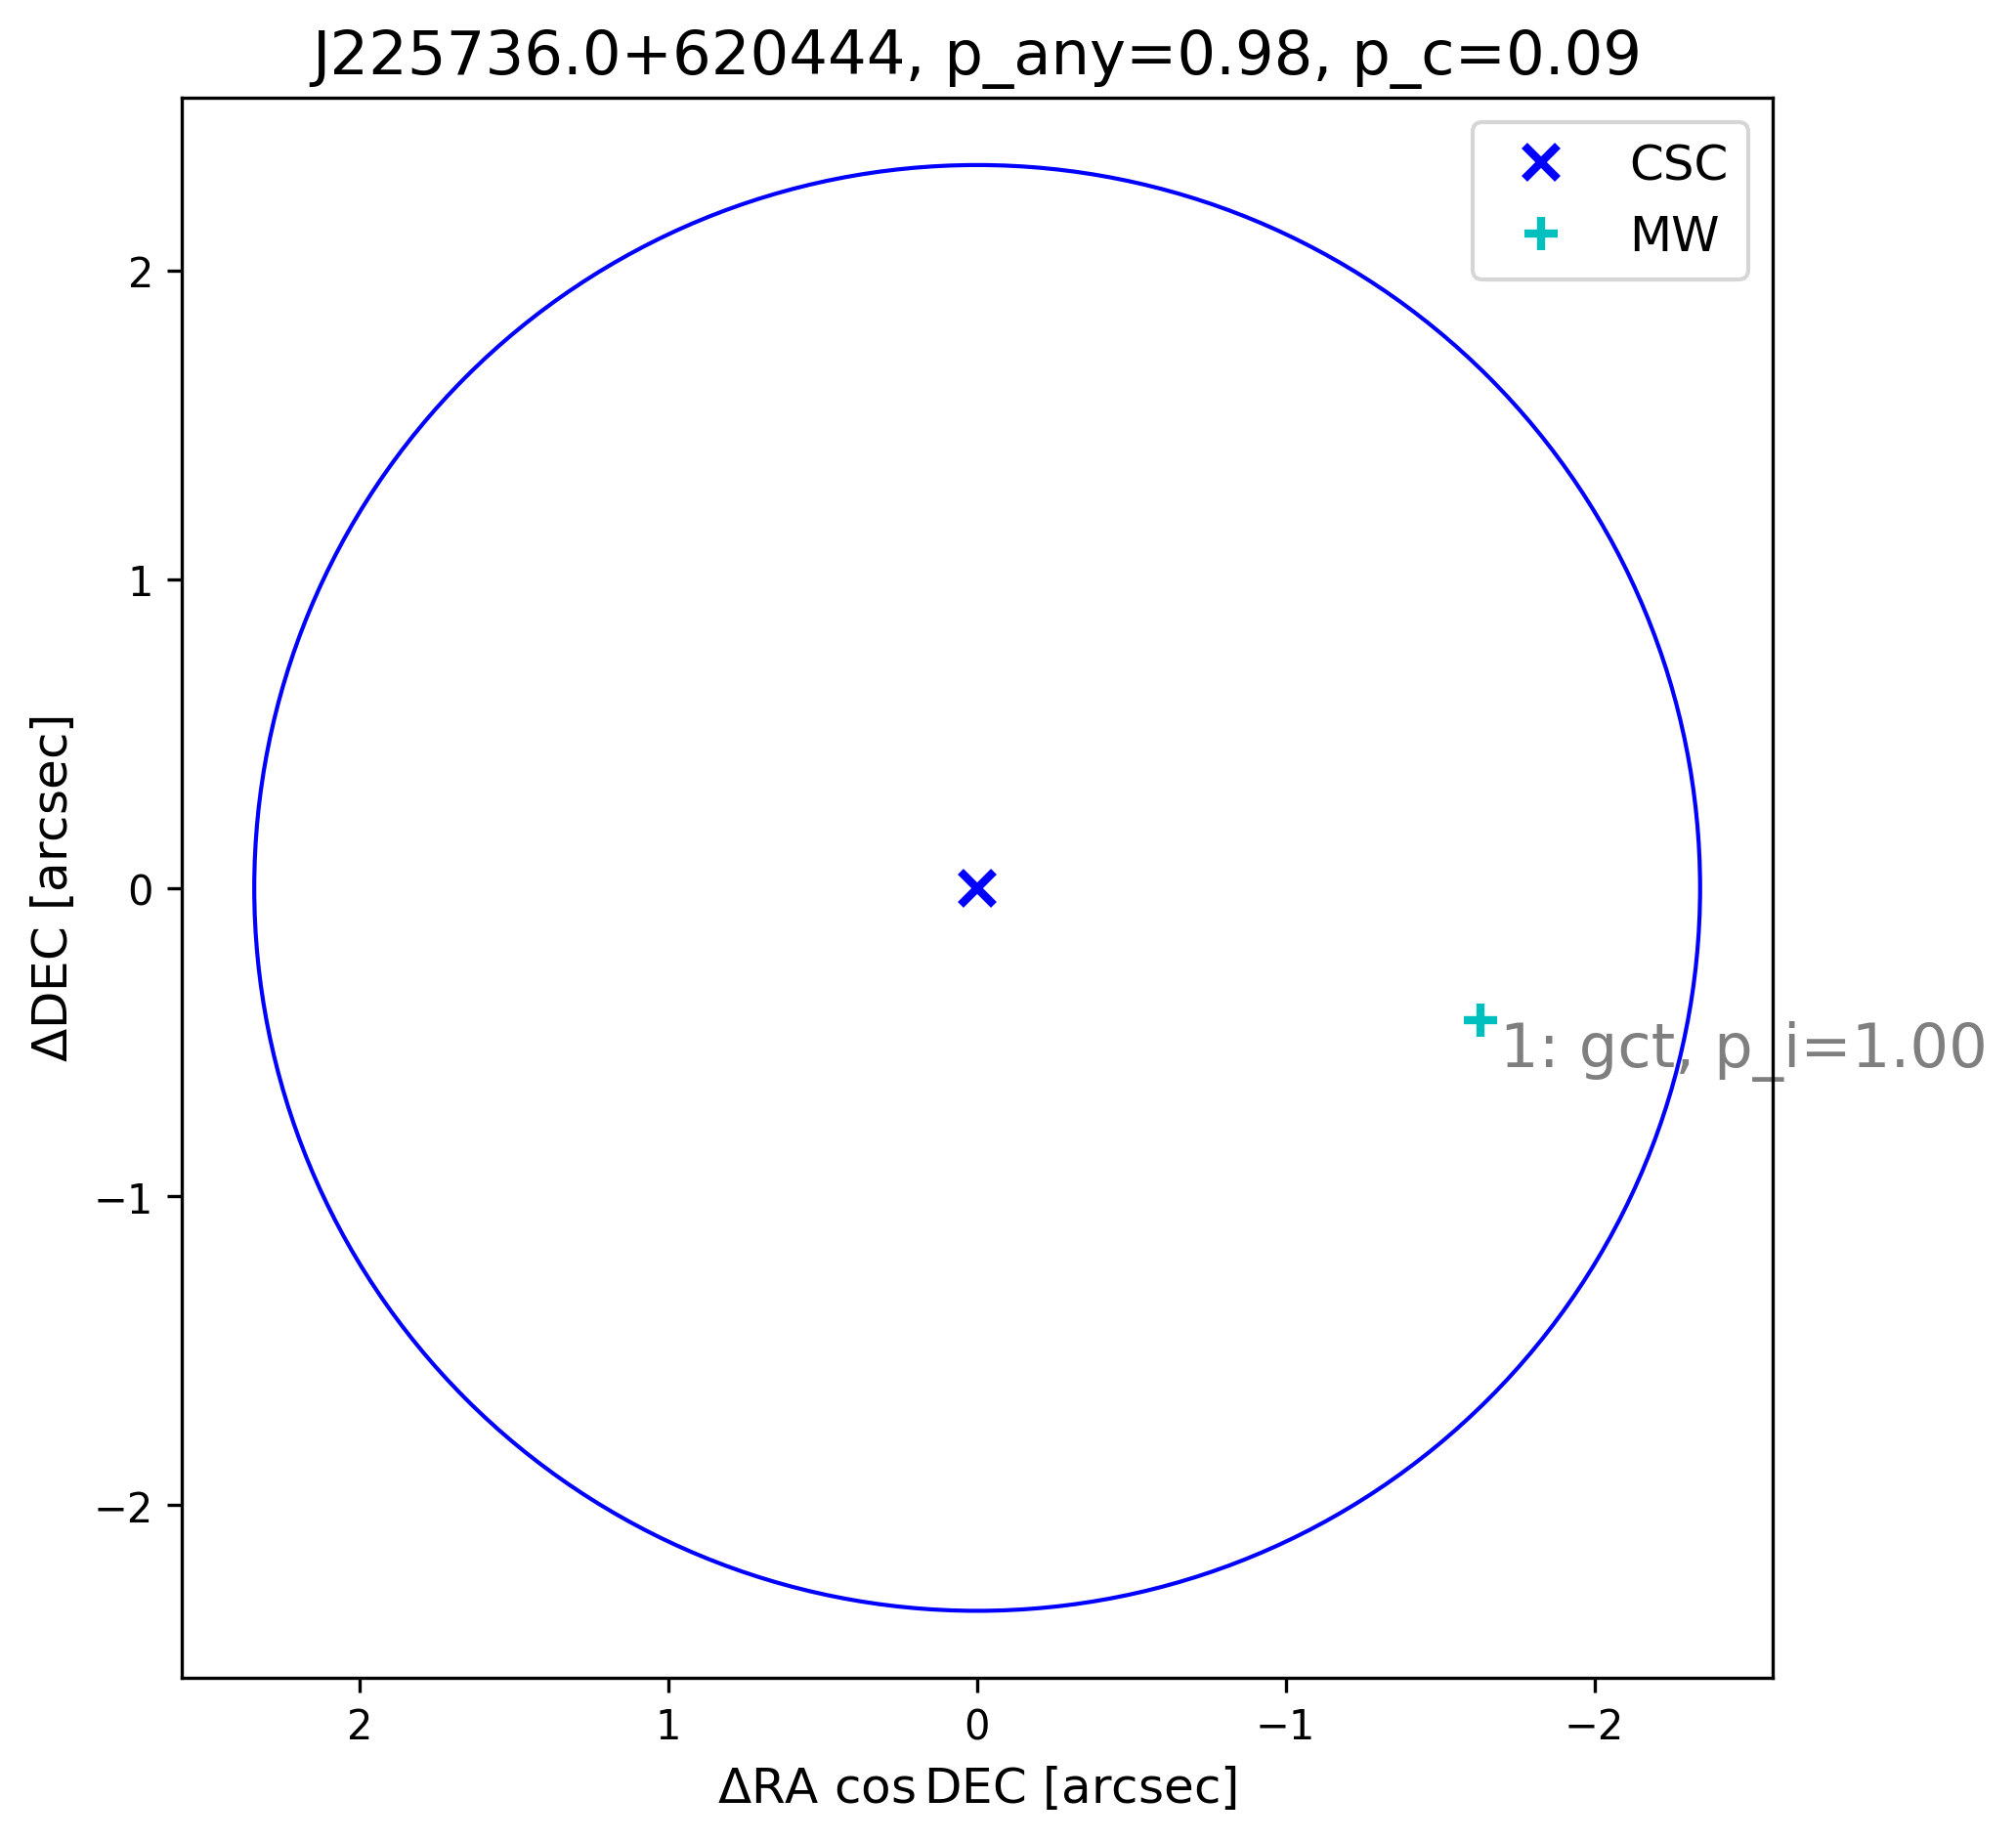 J225736.0+620444, p_any=0.98, p_c=0.09
CSC
MW
2
1
0
−1
−2
ΔDEC [arcsec]
1: gct, p_i=1.00
2
1
0
−1
−2
ΔRA cos DEC [arcsec]